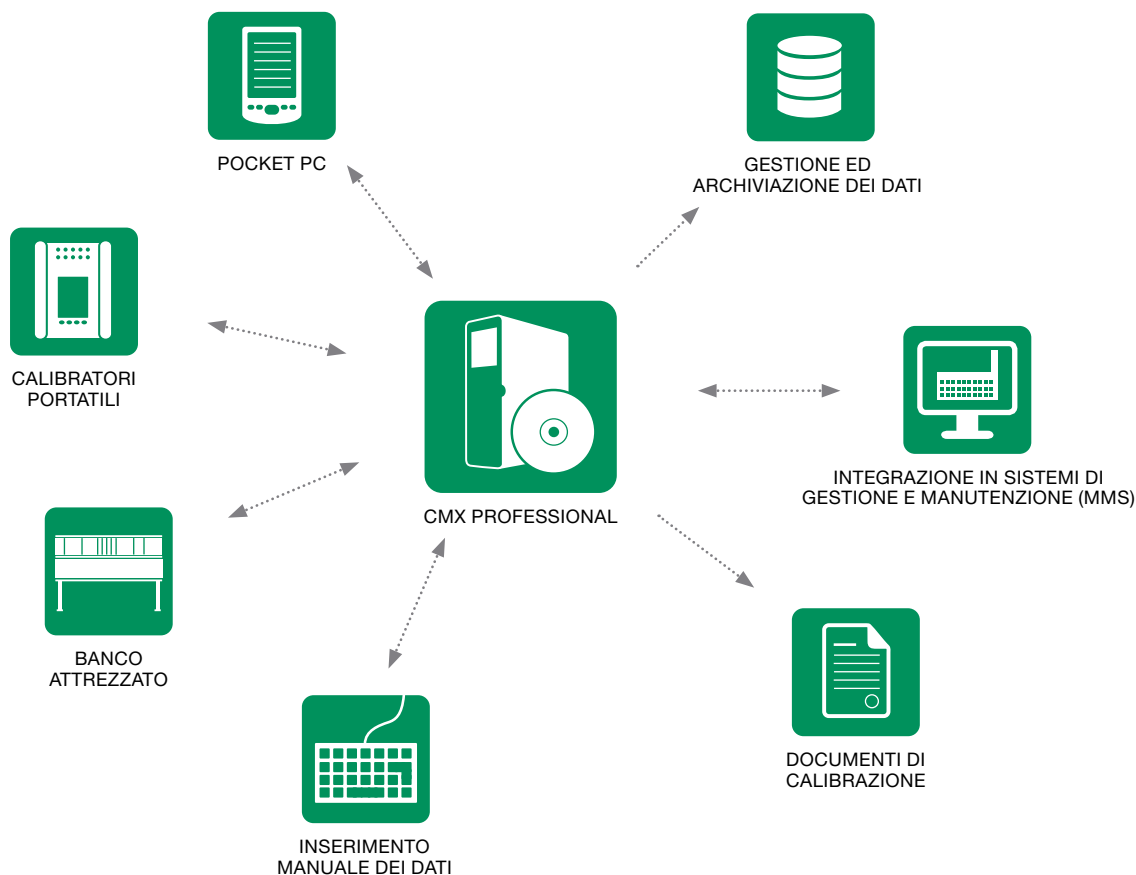 POCKET PC
GESTIONE ED
ARCHIVIAZIONE DEI DATI
CALIBRATORI
PORTATILI
CMX PROFESSIONAL
INTEGRAZIONE IN SISTEMI DI
GESTIONE E MANUTENZIONE (MMS)
BANCO
ATTREZZATO
DOCUMENTI DI
CALIBRAZIONE
INSERIMENTO
MANUALE DEI DATI